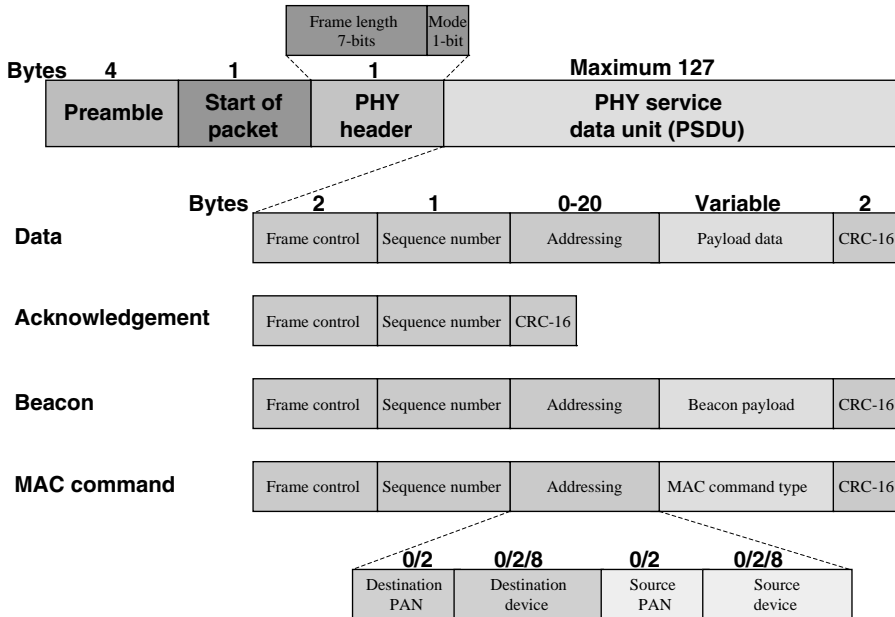 Frame length Mode
7-bits 1-bit
Bytes 4 1 1 Maximum 127
Preamble Start of packet PHY header PHY service data unit (PSDU)
Bytes 2 1 0-20 Variable 2
Data Frame control Sequence number Addressing Payload data CRC-16
Acknowledgement Frame control Sequence number CRC-16
Beacon Frame control Sequence number Addressing Beacon payload CRC-16
MAC command Frame control Sequence number Addressing MAC command type CRC-16
0/2 0/2/8 0/2 0/2/8
Destination Destination Source Source
PAN device PAN device